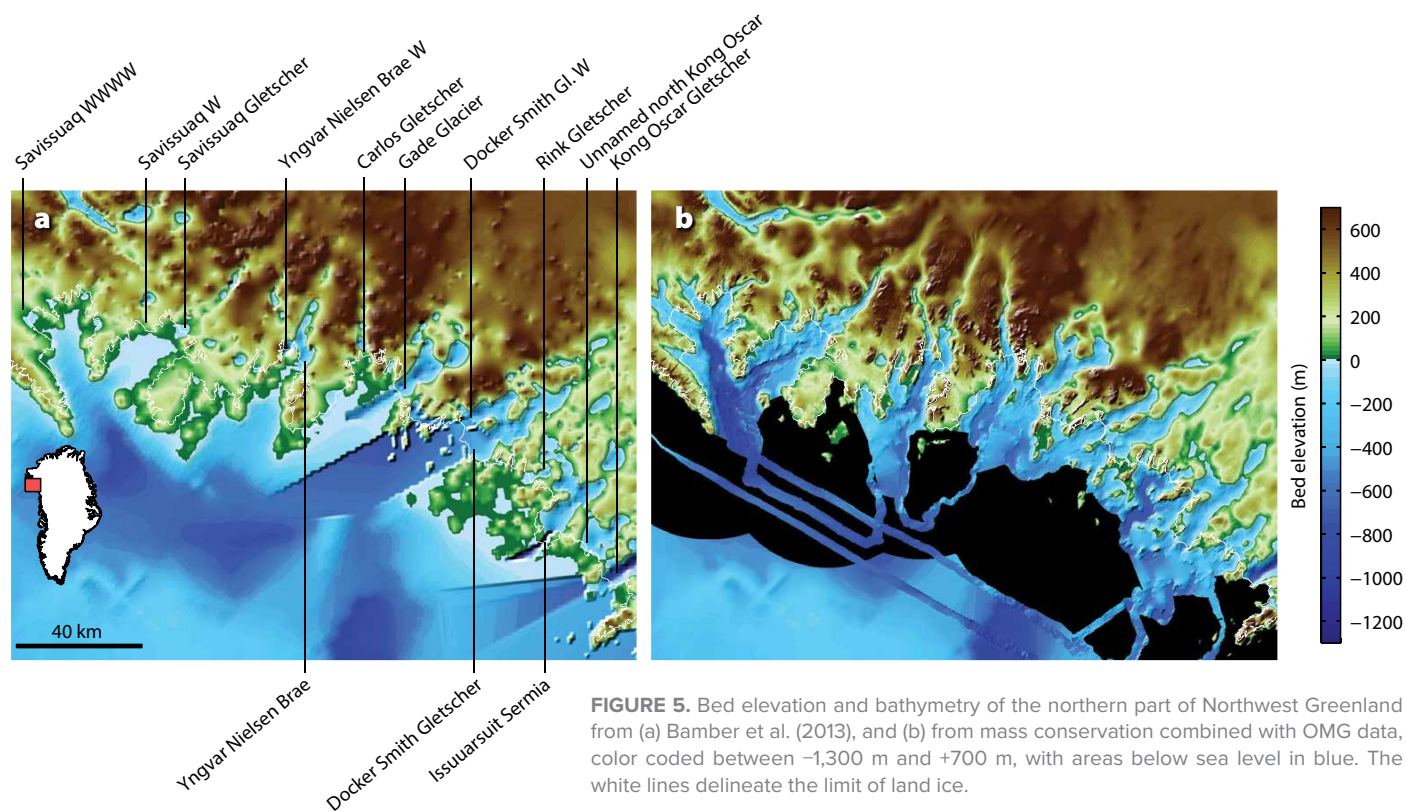 Savissuaq WWWW
Savissuaq W
Savissuaq Gletscher
Yngvar Nielsen Brae W
Carlos Gletscher
Gade Glacier
Docker Smith Gl. W
Rink Gletscher
Unnamed north Kong Oscar
Kong Oscar Gletscher
a
b
40 km
600
400
200
0
−200
−400
−600
−800
−1000
−1200
Bed elevation (m)
Yngvar Nielsen Brae
Docker Smith Gletscher
Issuarsuit Sermia
FIGURE 5. Bed elevation and bathymetry of the northern part of Northwest Greenland
from (a) Bamber et al. (2013), and (b) from mass conservation combined with OMG data,
color coded between −1,300 m and +700 m, with areas below sea level in blue. The
white lines delineate the limit of land ice.